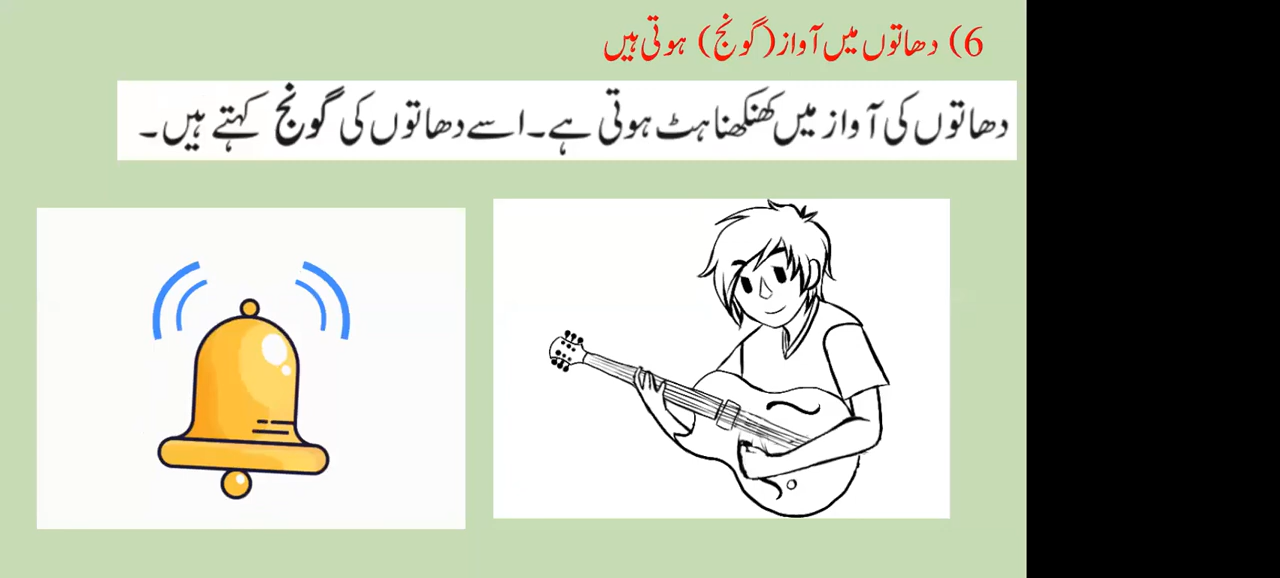 6) دھاتوں میں آواز(گونج) ہوتی ہیں
دھاتوں کی آواز میں کھنکھناہٹ ہوتی ہے۔اسے دھاتوں کی گونج کہتے ہیں۔